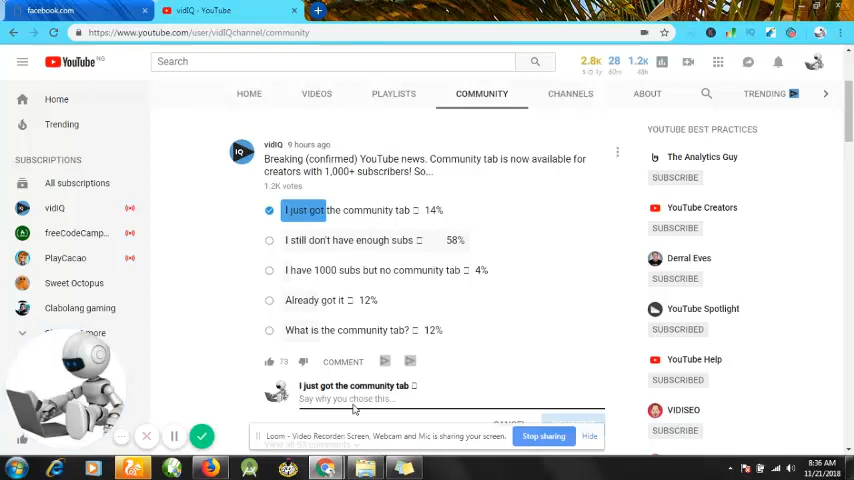 facebook.com
vidIQ - YouTube
https://www.youtube.com/user/vidIQchannel/community
YouTube NG
Search
2.8K 28 1.2K
60m 48h
HOME VIDEOS PLAYLISTS COMMUNITY CHANNELS ABOUT TRENDING
Home
Trending
SUBSCRIPTIONS
All subscriptions
vidIQ
freeCodeCamp...
PlayCacao
Sweet Octopus
Clabolang gaming
more
vidIQ 9 hours ago
Breaking (confirmed) YouTube news. Community tab is now available for
creators with 1,000+ subscribers! So...
1.2K votes
I just got the community tab 14%
I still don't have enough subs 58%
I have 1000 subs but no community tab 4%
Already got it 12%
What is the community tab? 12%
73 COMMENT
I just got the community tab
Say why you chose this...
CANCEL
Loom - Video Recorder: Screen, Webcam and Mic is sharing your screen.
Stop sharing
Hide
YOUTUBE BEST PRACTICES
The Analytics Guy
SUBSCRIBE
YouTube Creators
SUBSCRIBE
Derral Eves
SUBSCRIBE
YouTube Spotlight
SUBSCRIBED
YouTube Help
SUBSCRIBED
VIDISEO
SUBSCRIBE
8:36 AM
11/21/2018